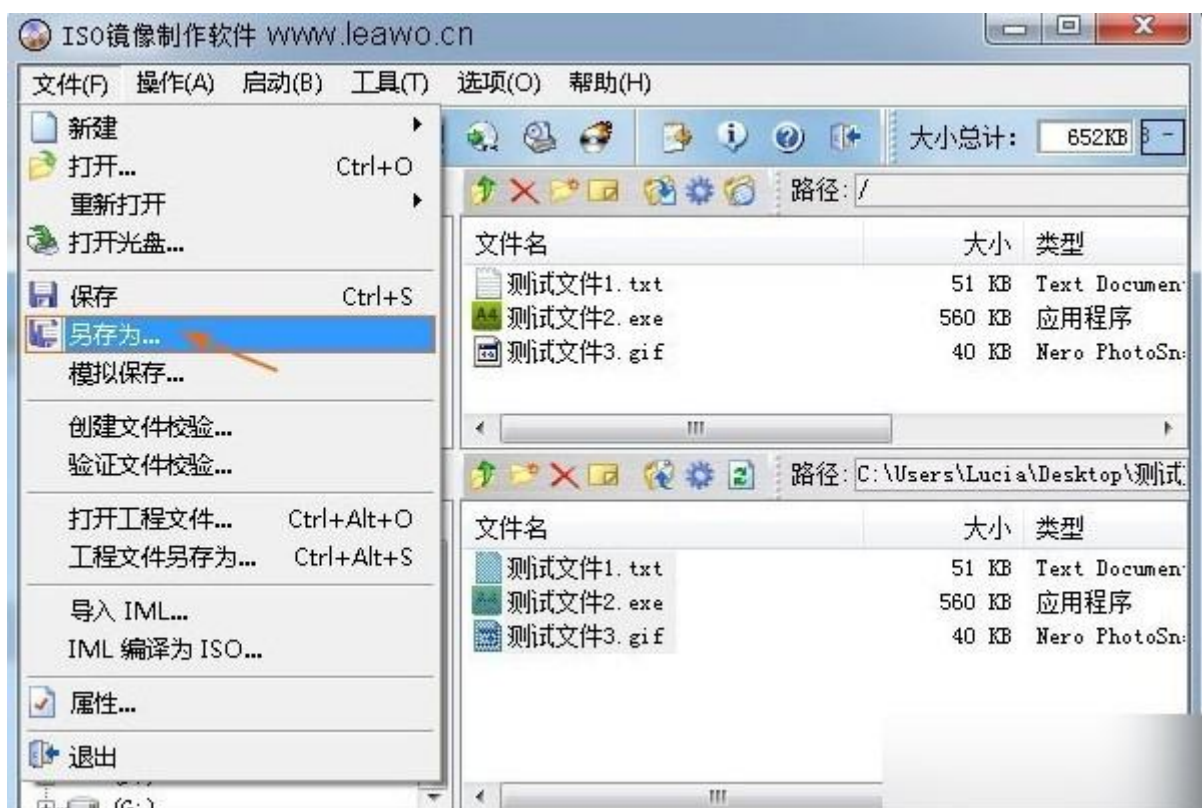 ISO镜像制作软件 www.leawo.cn
文件(F) 操作(A) 启动(B) 工具(T) 选项(O) 帮助(H)
新建
打开... Ctrl+O
重新打开
打开光盘...
保存 Ctrl+S
另存为...
模拟保存...
创建文件校验...
验证文件校验...
打开工程文件... Ctrl+Alt+O
工程文件另存为... Ctrl+Alt+S
导入 IML...
IML 编译为 ISO...
属性...
退出
大小总计: 652KB
路径: /
文件名 大小 类型
测试文件1.txt 51 KB Text Documen
测试文件2.exe 560 KB 应用程序
测试文件3.gif 40 KB Nero PhotoSn
路径: C:\Users\Lucia\Desktop\测试
文件名 大小 类型
测试文件1.txt 51 KB Text Documen
测试文件2.exe 560 KB 应用程序
测试文件3.gif 40 KB Nero PhotoSn